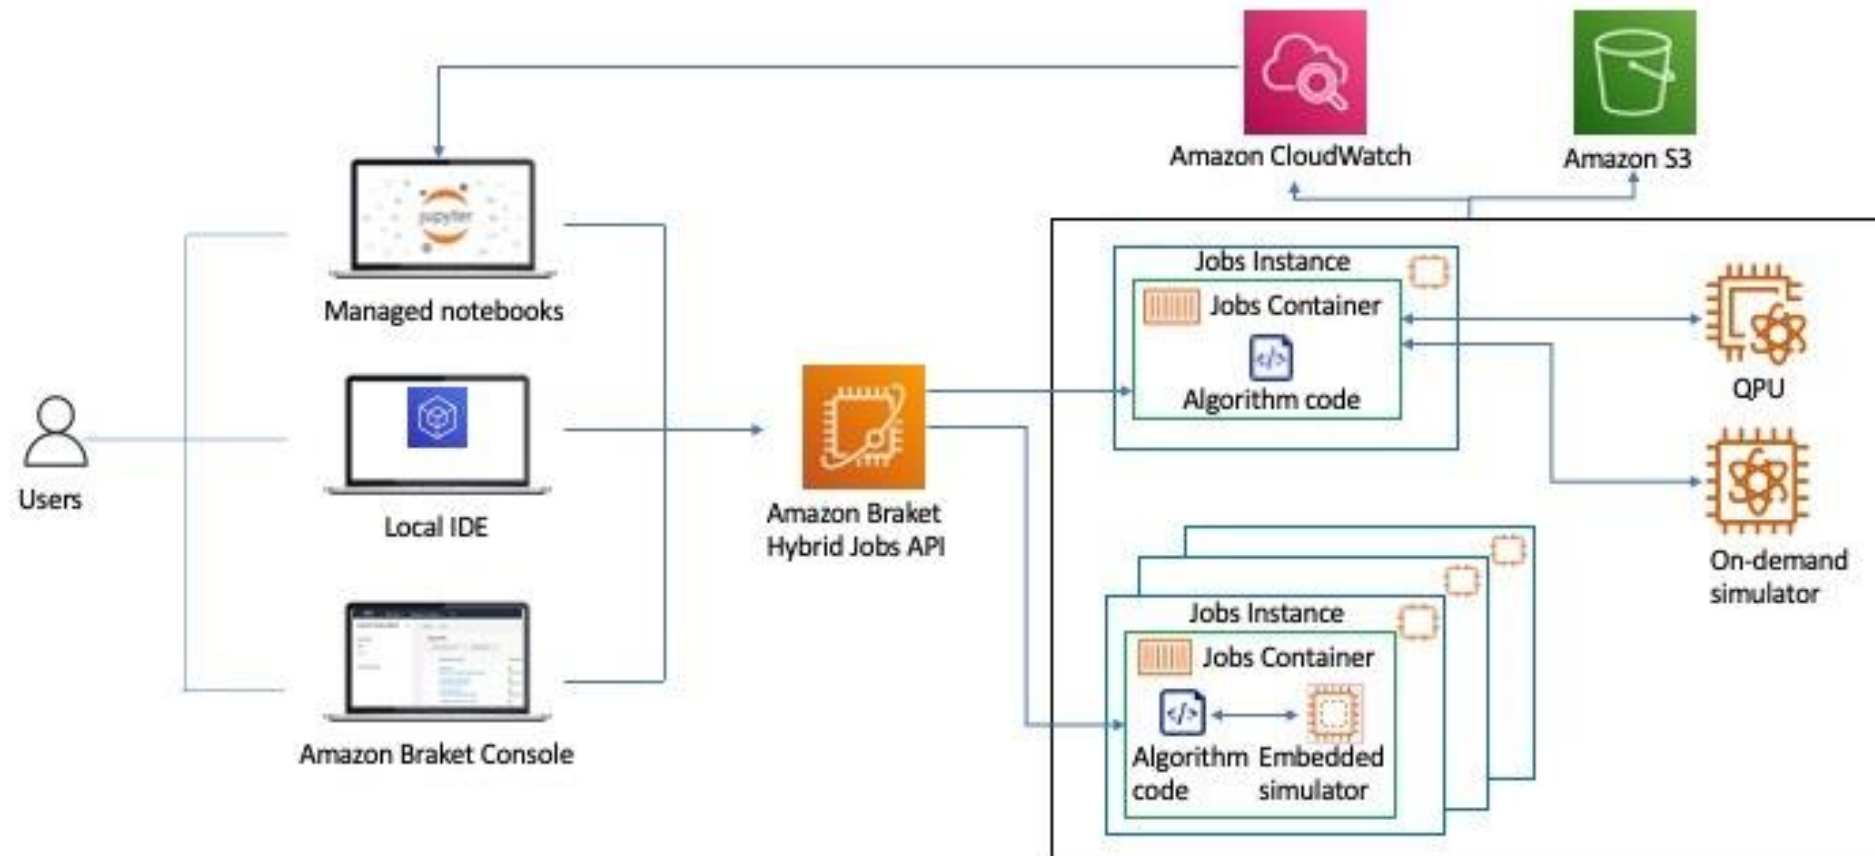 Amazon CloudWatch
Amazon S3
jupyter
Managed notebooks
Jobs Instance
Jobs Container
Algorithm code
QPU
Users
Local IDE
Amazon Braket
Hybrid Jobs API
On-demand
simulator
Jobs Instance
Jobs Container
Algorithm
code
Embedded
simulator
Amazon Braket Console